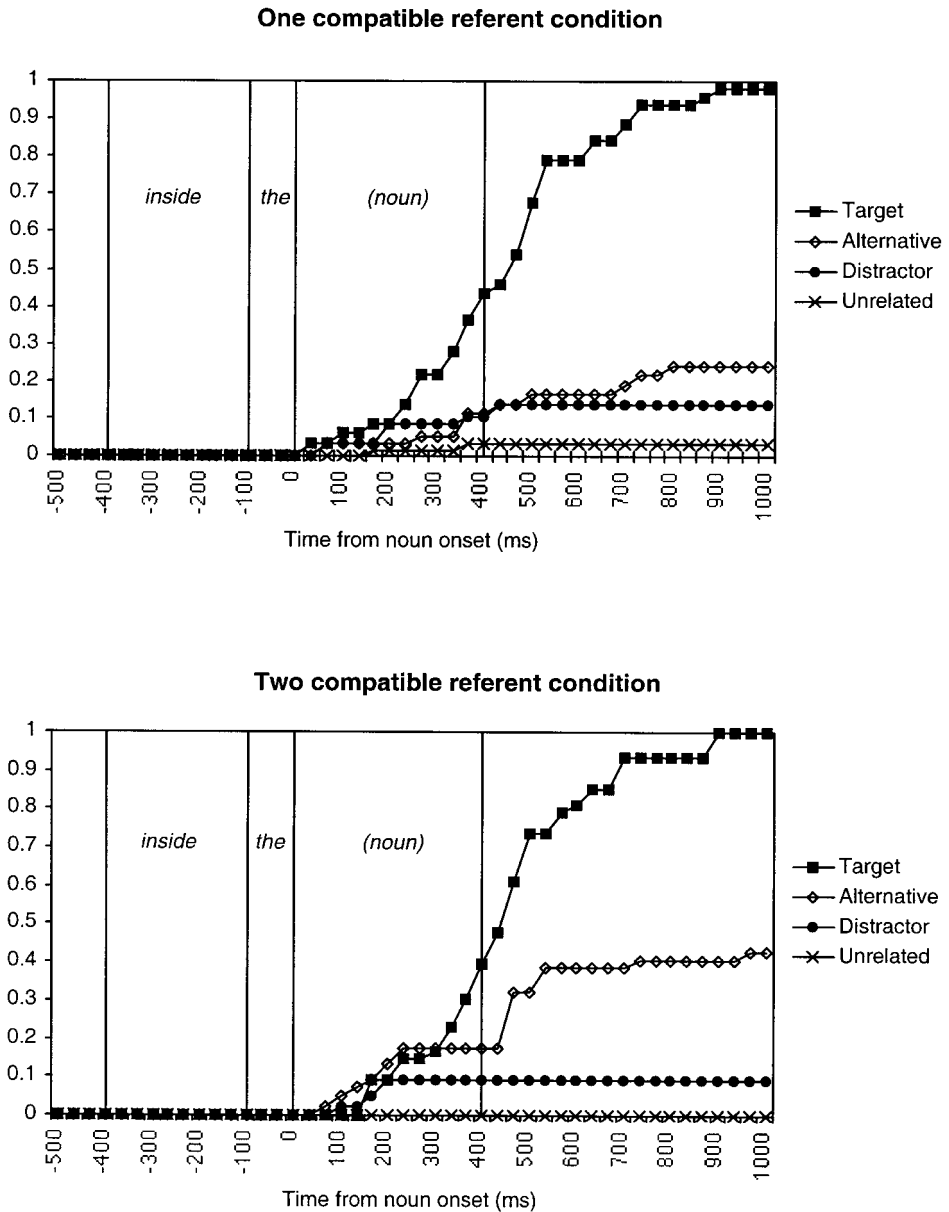 One compatible referent condition
1
0.9
0.8
0.7
0.6
0.5
0.4
0.3
0.2
0.1
0
inside the (noun)
Target
Alternative
Distractor
Unrelated
-500 -400 -300 -200 -100 0 100 200 300 400 500 600 700 800 900 1000
Time from noun onset (ms)
Two compatible referent condition
1
0.9
0.8
0.7
0.6
0.5
0.4
0.3
0.2
0.1
0
inside the (noun)
Target
Alternative
Distractor
Unrelated
-500 -400 -300 -200 -100 0 100 200 300 400 500 600 700 800 900 1000
Time from noun onset (ms)